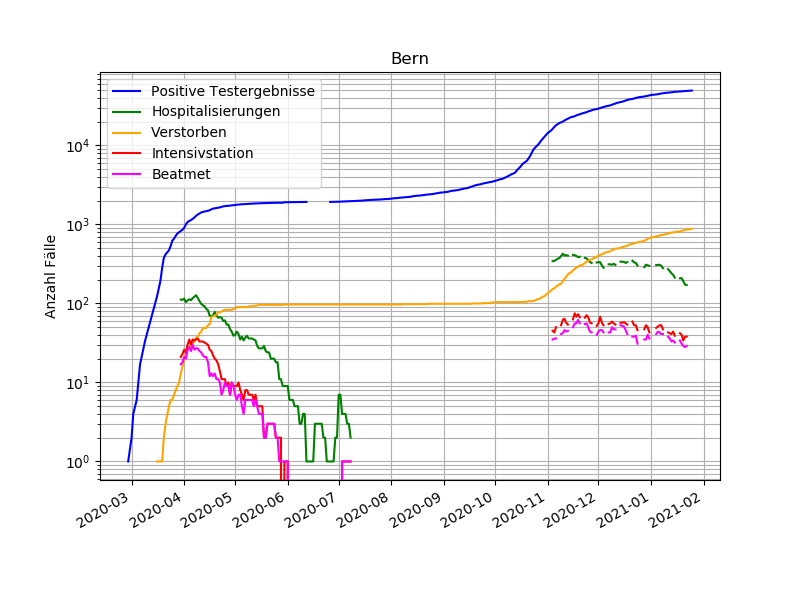 Bern
Positive Testergebnisse
Hospitalisierungen
Verstorben
Intensivstation
Beatmet
Anzahl Fälle
10^4
10^3
10^2
10^1
10^0
2020-03 2020-04 2020-05 2020-06 2020-07 2020-08 2020-09 2020-10 2020-11 2020-12 2021-01 2021-02